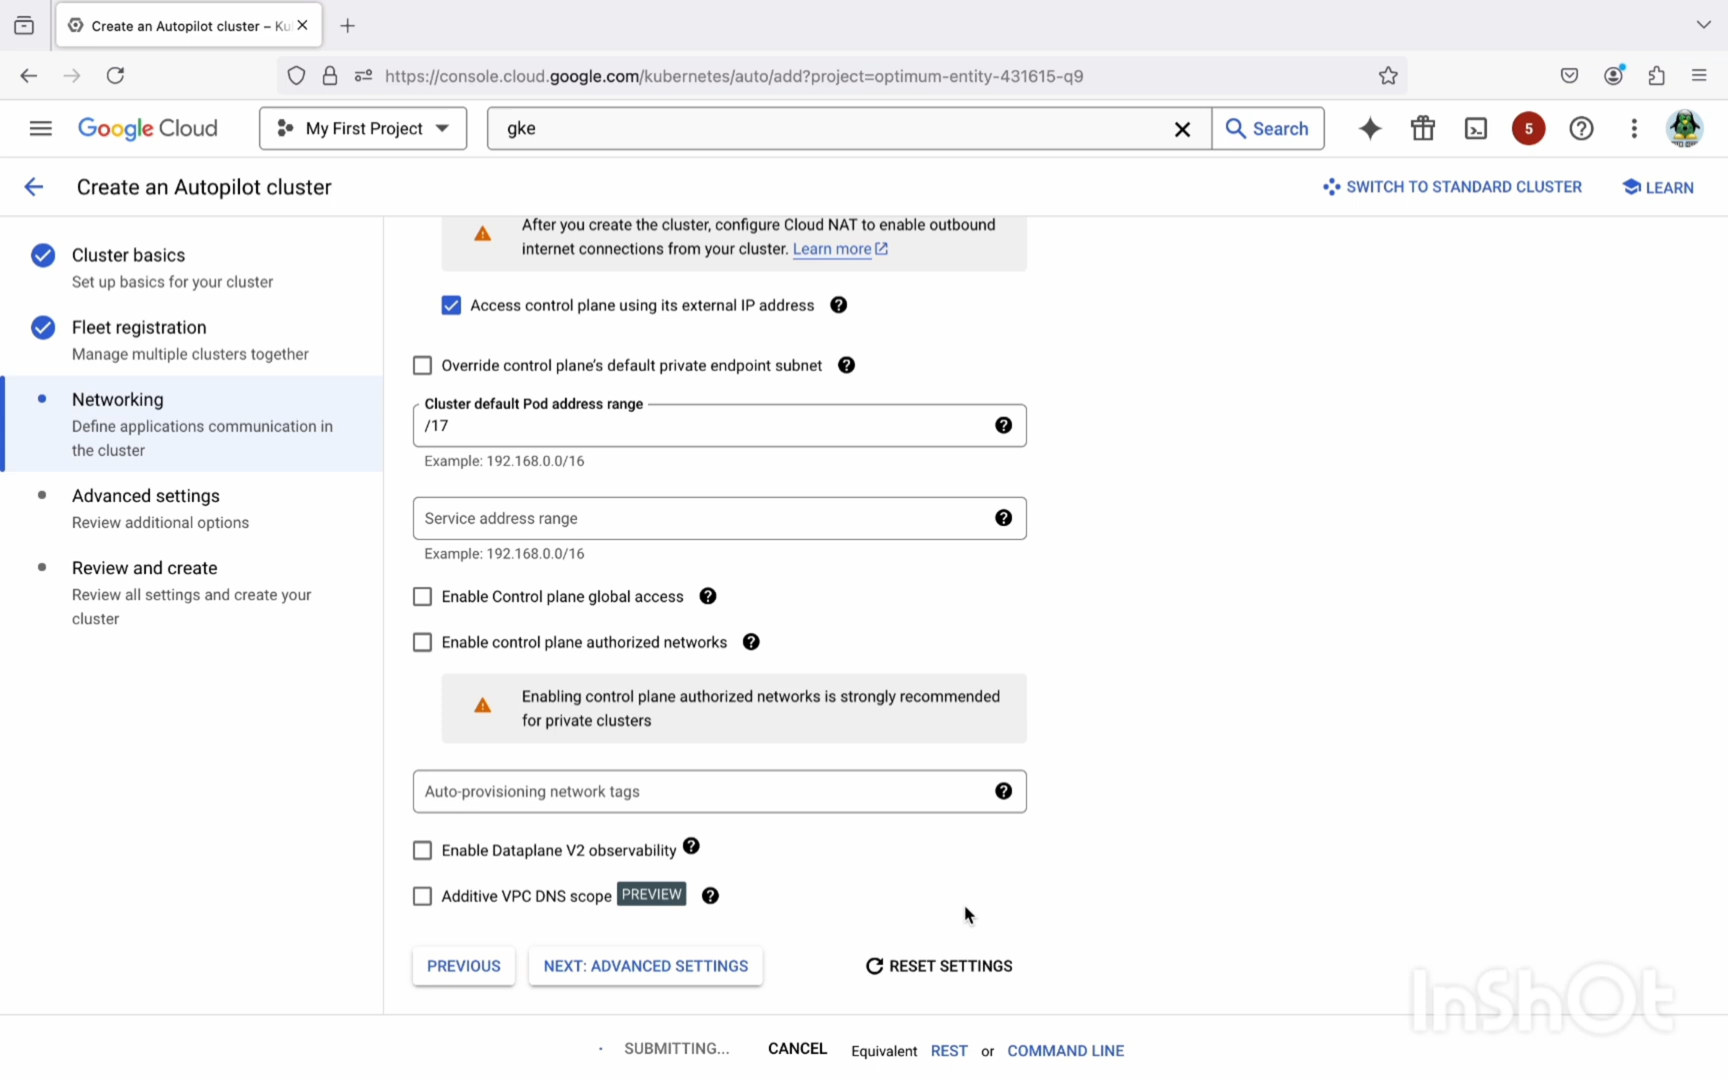 Create an Autopilot cluster – Ku
https://console.cloud.google.com/kubernetes/auto/add?project=optimum-entity-431615-q9
Google Cloud
My First Project
gke
Search
5
Create an Autopilot cluster
SWITCH TO STANDARD CLUSTER
LEARN
Cluster basics
Set up basics for your cluster
Fleet registration
Manage multiple clusters together
Networking
Define applications communication in
the cluster
Advanced settings
Review additional options
Review and create
Review all settings and create your
cluster
After you create the cluster, configure Cloud NAT to enable outbound
internet connections from your cluster. Learn more
Access control plane using its external IP address
Override control plane's default private endpoint subnet
Cluster default Pod address range
/17
Example: 192.168.0.0/16
Service address range
Example: 192.168.0.0/16
Enable Control plane global access
Enable control plane authorized networks
Enabling control plane authorized networks is strongly recommended
for private clusters
Auto-provisioning network tags
Enable Dataplane V2 observability
Additive VPC DNS scope PREVIEW
PREVIOUS
NEXT: ADVANCED SETTINGS
RESET SETTINGS
InShOt
SUBMITTING...
CANCEL
Equivalent REST or COMMAND LINE